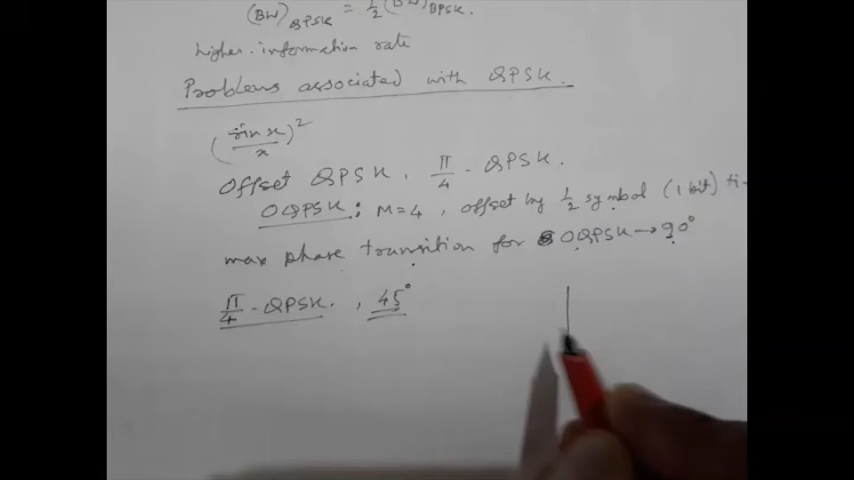 (BW)QPSK = 1/2 (BW)BPSK.
higher information rate
Problems associated with QPSK.
(sin x / x)²
Offset QPSK, π/4 - QPSK.
OQPSK: M=4, offset by 1/2 symbol (1 bit) ti
max phase transition for OQPSK → 90°
π/4 - QPSK. , 45°